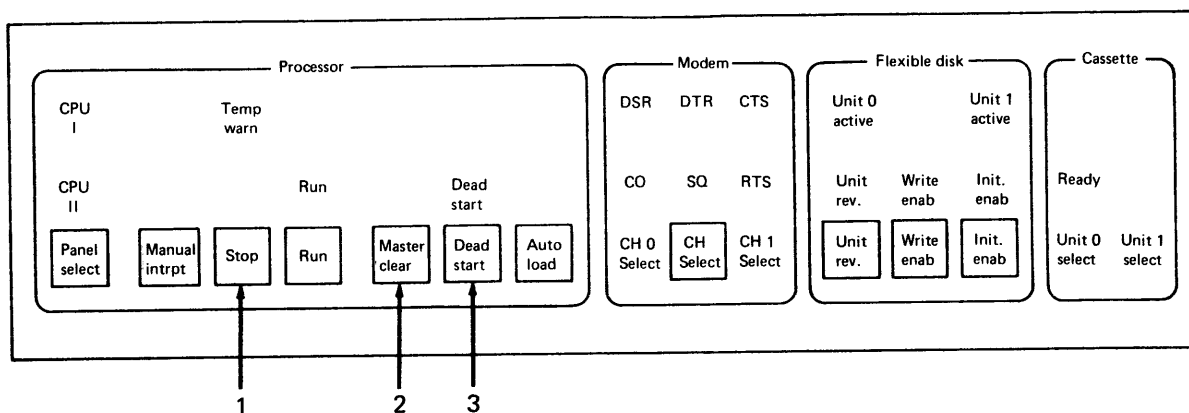 Processor
CPU
I
Temp
warn
CPU
II
Run
Dead
start
Panel
select
Manual
intrpt
Stop
Run
Master
clear
Dead
start
Auto
load
Modem
DSR DTR CTS
CO SQ RTS
CH 0
Select
CH
Select
CH 1
Select
Flexible disk
Unit 0
active
Unit 1
active
Unit
rev.
Write
enab
Init.
enab
Unit
rev.
Write
enab
Init.
enab
Cassette
Ready
Unit 0
select
Unit 1
select
1 2 3